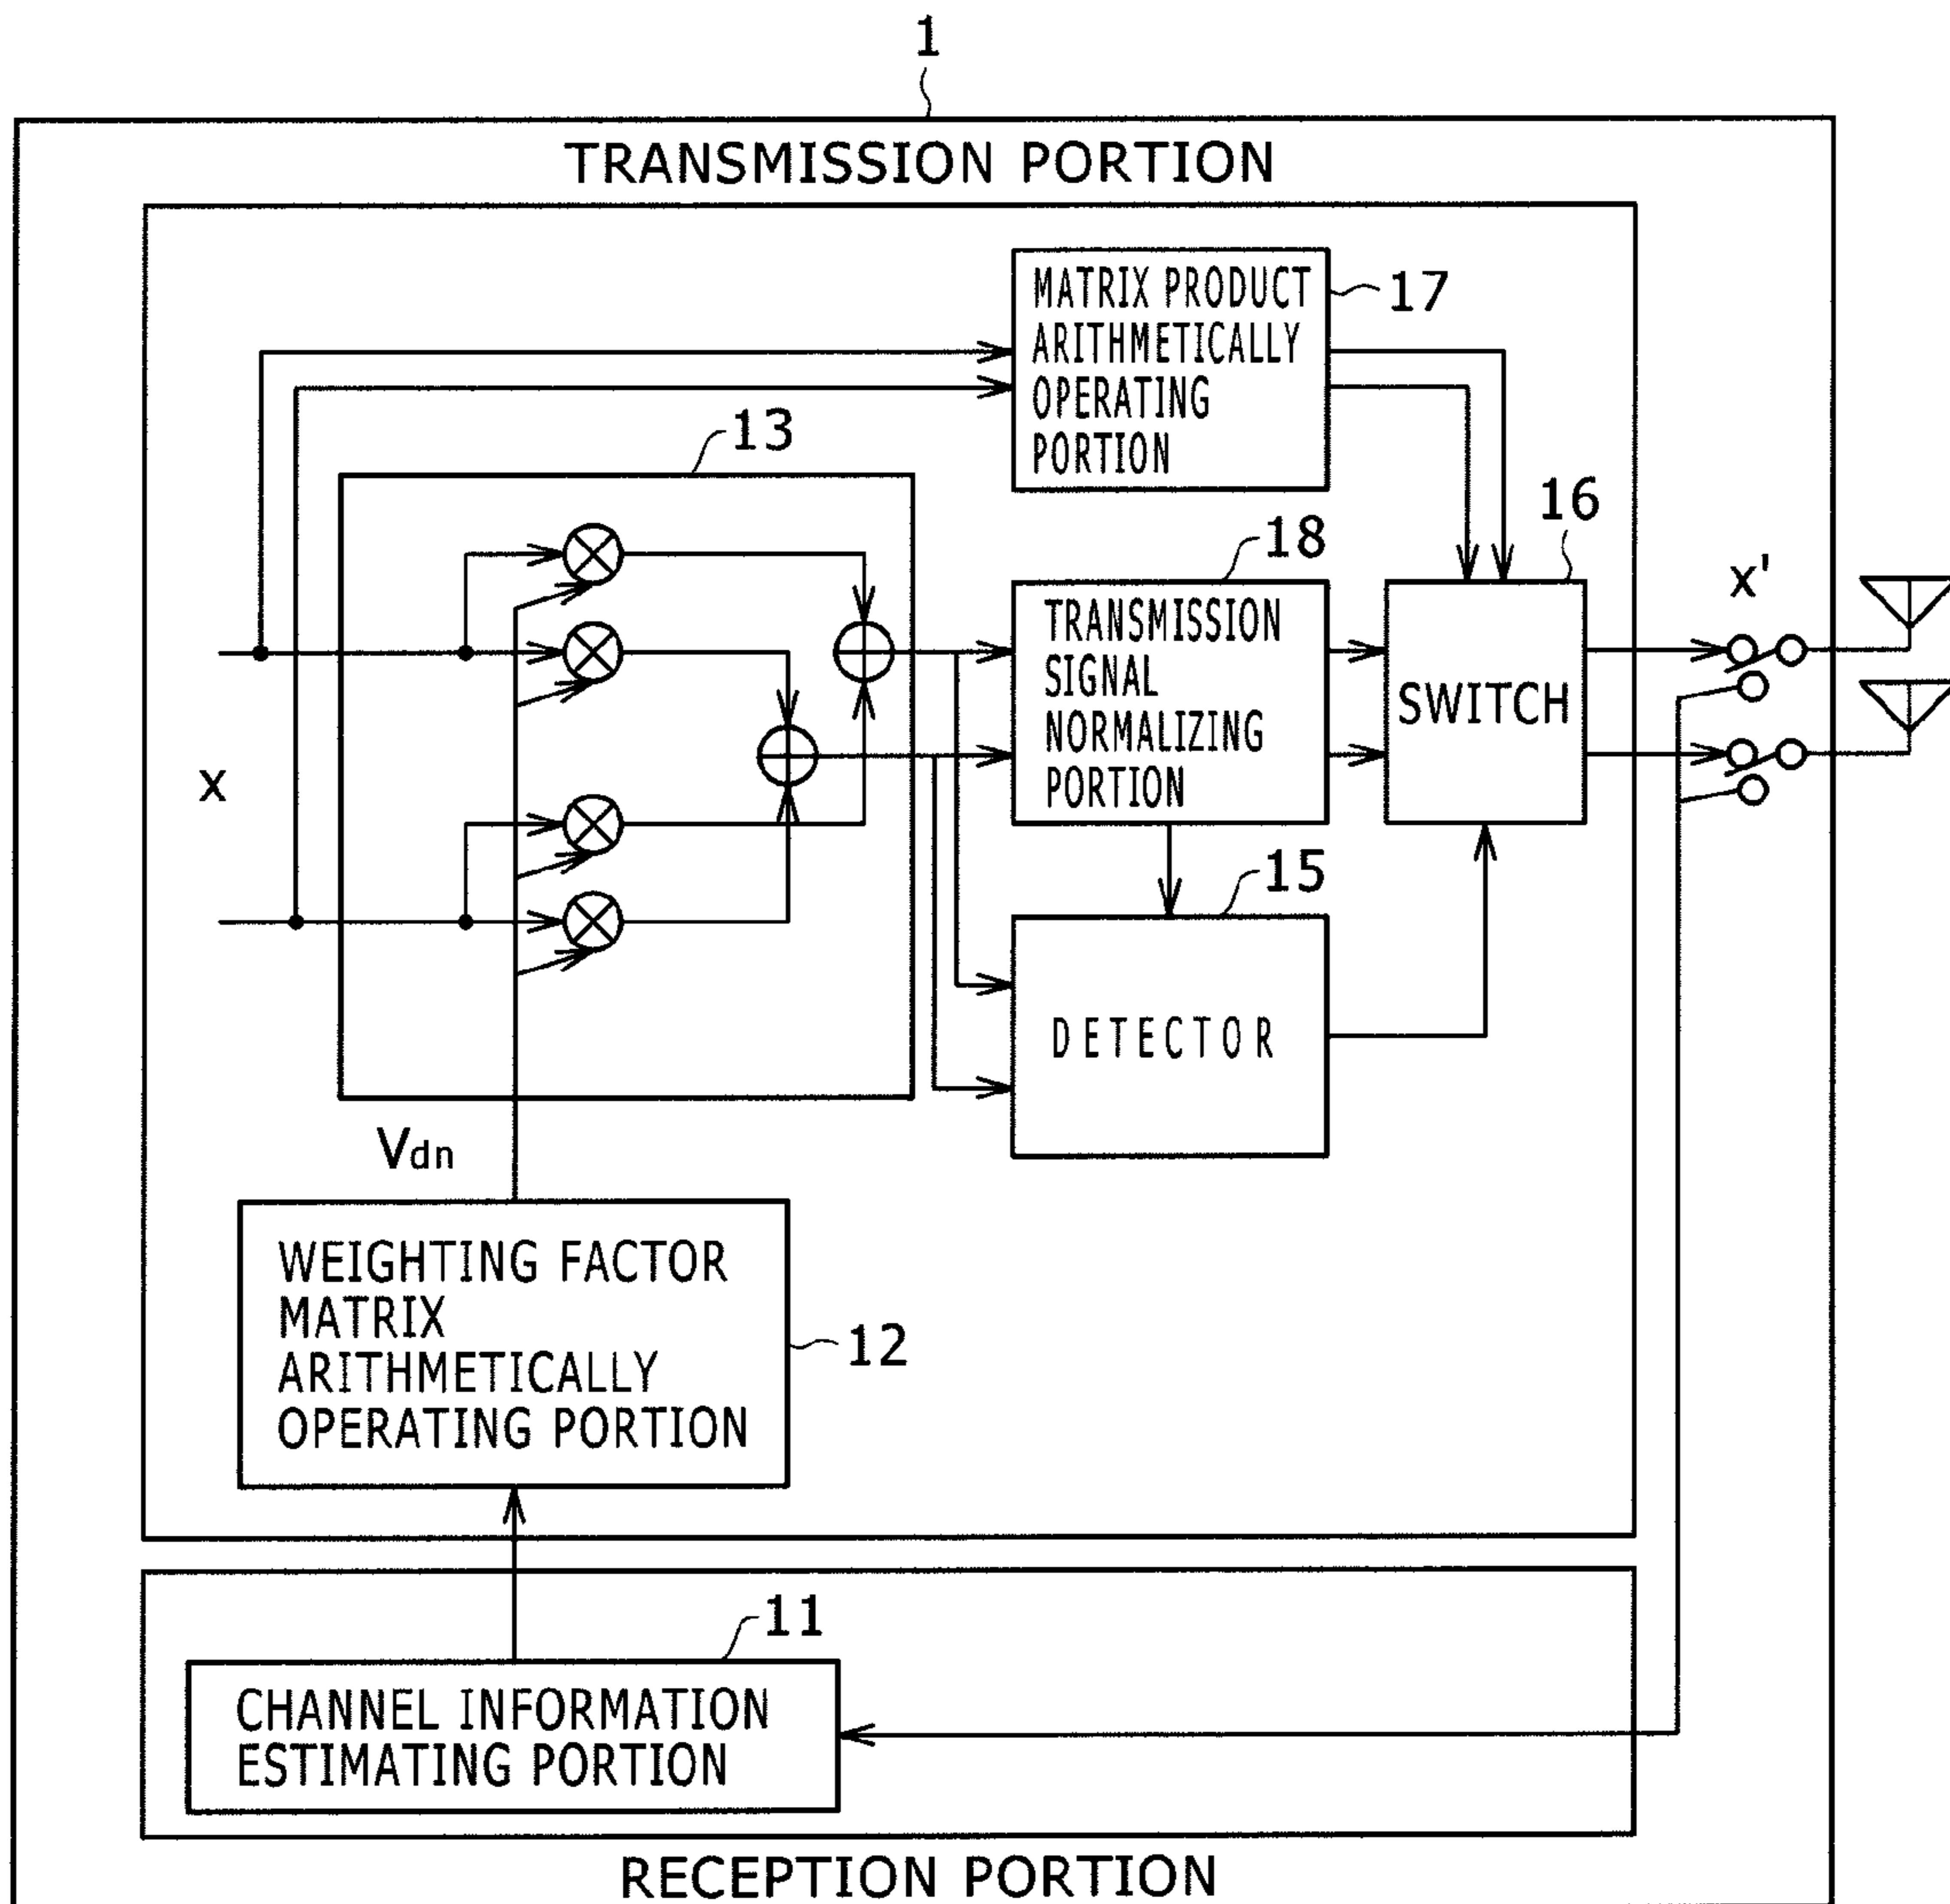 1
TRANSMISSION PORTION
MATRIX PRODUCT
ARITHMETICALLY
OPERATING
PORTION
17
13
16
18
x'
TRANSMISSION
SIGNAL
NORMALIZING
PORTION
SWITCH
x
15
DETECTOR
Vdn
WEIGHTING FACTOR
MATRIX
ARITHMETICALLY
OPERATING PORTION
12
11
CHANNEL INFORMATION
ESTIMATING PORTION
RECEPTION PORTION